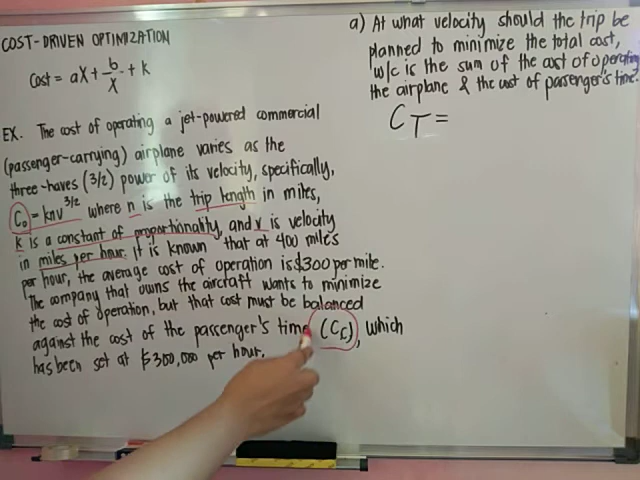 COST-DRIVEN OPTIMIZATION
Cost = aX + b/X + k
EX. The cost of operating a jet-powered commercial
(passenger-carrying) airplane varies as the
three-haves (3/2) power of its velocity, specifically,
Co = knv^3/2 where n is the trip length in miles,
k is a constant of proportionality, and v is velocity
in miles per hour. It is known that at 400 miles
per hour, the average cost of operation is $300 per mile.
The company that owns the aircraft wants to minimize
the cost of operation, but that cost must be balanced
against the cost of the passenger's time (Cc), which
has been set at $300,000 per hour.
a) At what velocity should the trip be
planned to minimize the total cost,
w/c is the sum of the cost of operating
the airplane & the cost of passenger's time?
CT =